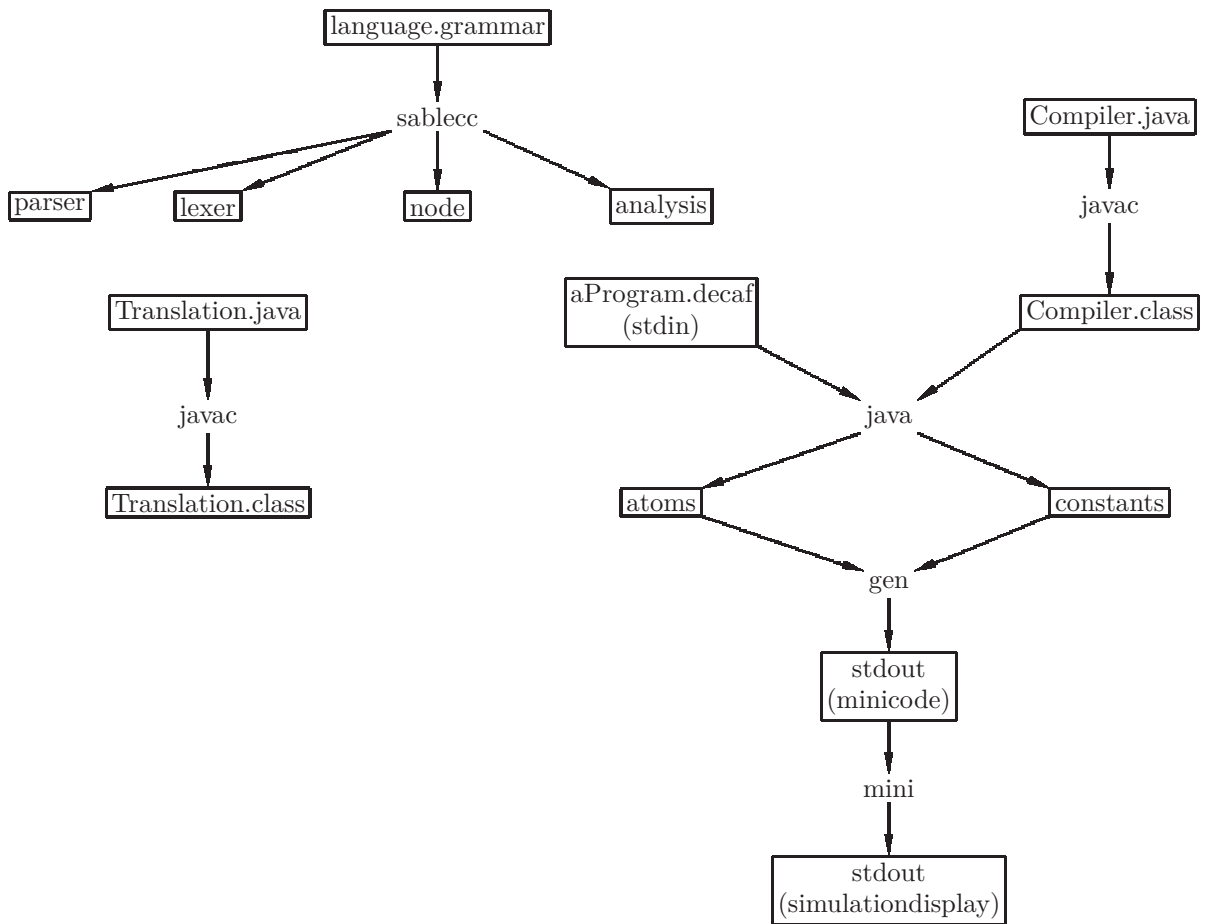 language.grammar
sablecc
Compiler.java
parser
lexer
node
analysis
javac
Translation.java
aProgram.decaf
(stdin)
Compiler.class
javac
java
Translation.class
atoms
constants
gen
stdout
(minicode)
mini
stdout
(simulationdisplay)